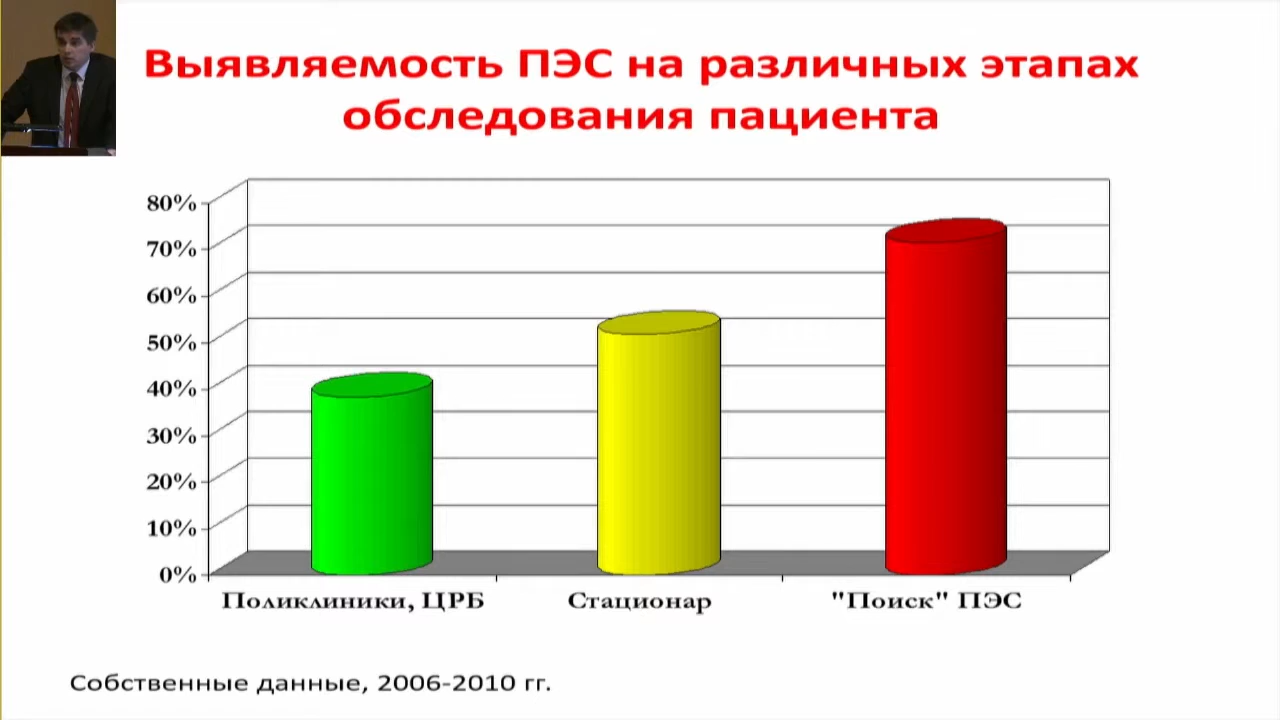 Выявляемость ПЭС на различных этапах
обследования пациента
80%
70%
60%
50%
40%
30%
20%
10%
0%
Поликлиники, ЦРБ
Стационар
"Поиск" ПЭС
Собственные данные, 2006-2010 гг.